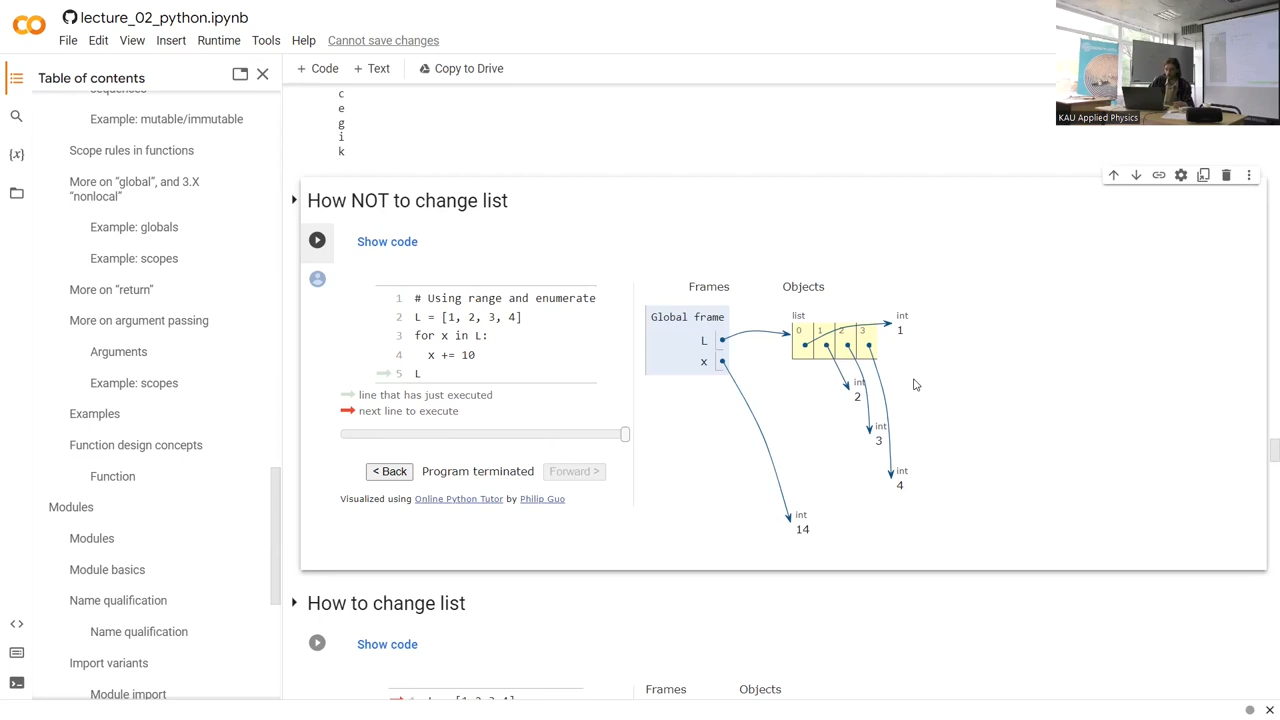 lecture_02_python.ipynb
File Edit View Insert Runtime Tools Help Cannot save changes
Table of contents
+ Code + Text Copy to Drive
Sequences
Example: mutable/immutable
Scope rules in functions
More on “global”, and 3.X
“nonlocal”
Example: globals
Example: scopes
More on “return”
More on argument passing
Arguments
Example: scopes
Examples
Function design concepts
Function
Modules
Modules
Module basics
Name qualification
Name qualification
Import variants
Module import
c
e
g
i
k
How NOT to change list
Show code
1 # Using range and enumerate
2 L = [1, 2, 3, 4]
3 for x in L:
4 x += 10
5 L
line that has just executed
next line to execute
< Back Program terminated Forward >
Visualized using Online Python Tutor by Philip Guo
Frames Objects
Global frame
L
x
list
0 1 2 3
int
1
int
2
int
3
int
4
int
14
How to change list
Show code
Frames Objects
L = [1, 2, 3, 4]
KAU Applied Physics